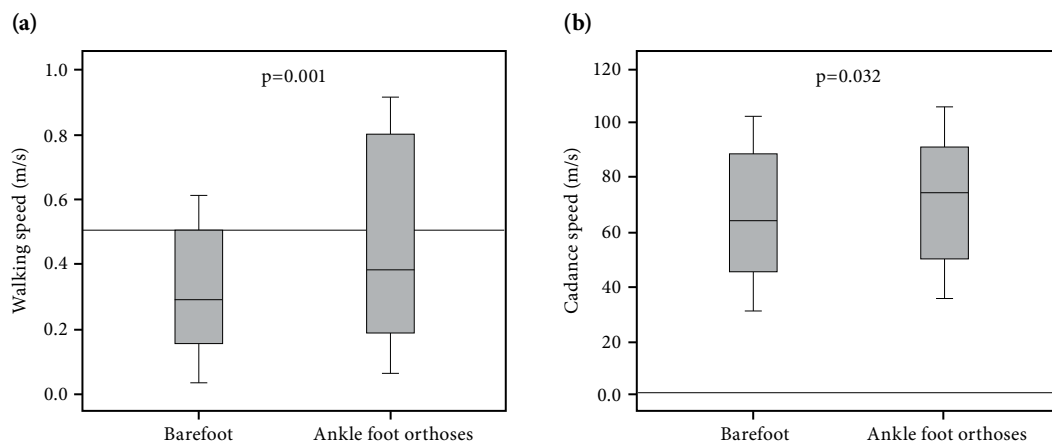 (a)
p=0.001
Walking speed (m/s)
1.0
0.8
0.6
0.4
0.2
0.0
Barefoot
Ankle foot orthoses
(b)
p=0.032
Cadance speed (m/s)
120
100
80
60
40
20
0.0
Barefoot
Ankle foot orthoses